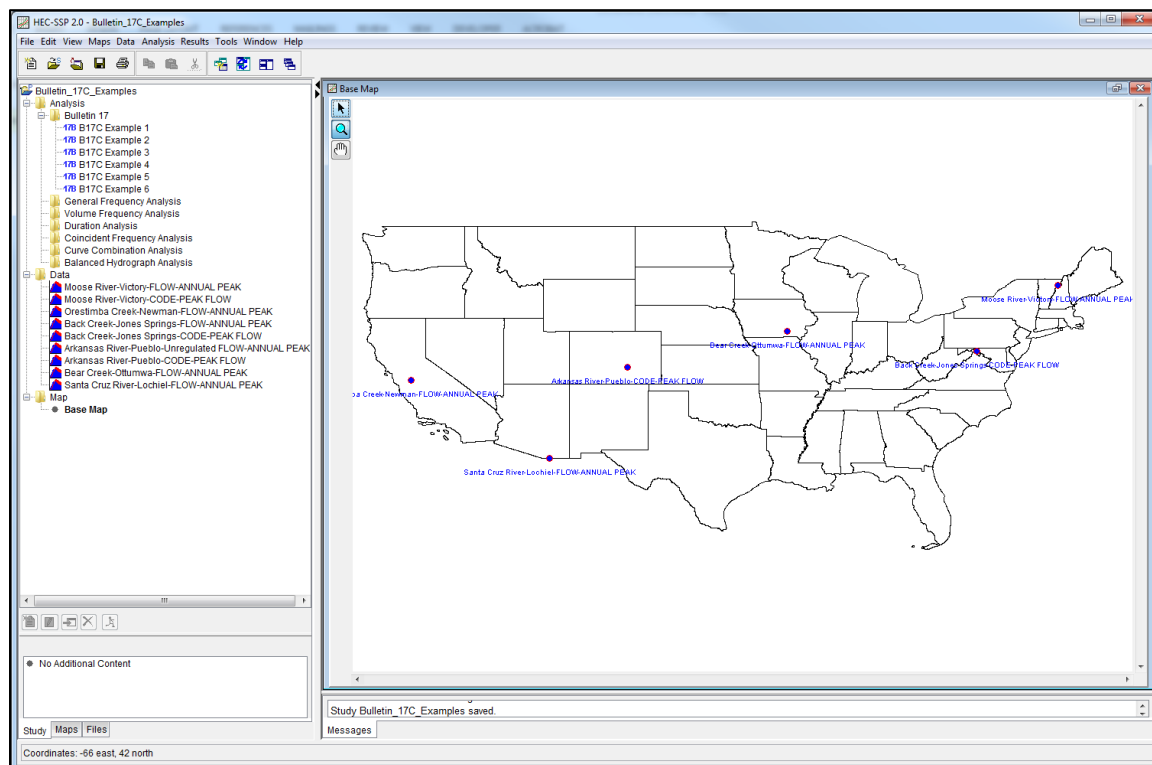 HEC-SSP 2.0 - Bulletin_17C_Examples
File Edit View Maps Data Analysis Results Tools Window Help
Bulletin_17C_Examples
Analysis
Bulletin 17
17B B17C Example 1
17B B17C Example 2
17B B17C Example 3
17B B17C Example 4
17B B17C Example 5
17B B17C Example 6
General Frequency Analysis
Volume Frequency Analysis
Duration Analysis
Coincident Frequency Analysis
Curve Combination Analysis
Balanced Hydrograph Analysis
Data
Moose River-Victory-FLOW-ANNUAL PEAK
Moose River-Victory-CODE-PEAK FLOW
Orestimba Creek-Newman-FLOW-ANNUAL PEAK
Back Creek-Jones Springs-FLOW-ANNUAL PEAK
Back Creek-Jones Springs-CODE-PEAK FLOW
Arkansas River-Pueblo-Unregulated FLOW-ANNUAL PEAK
Arkansas River-Pueblo-CODE-PEAK FLOW
Bear Creek-Ottumwa-FLOW-ANNUAL PEAK
Santa Cruz River-Lochiel-FLOW-ANNUAL PEAK
Map
Base Map
No Additional Content
Study Maps Files
Base Map
Moose River-Victory-FLOW-ANNUAL PEAK
Bear Creek-Ottumwa-FLOW-ANNUAL PEAK
Back Creek-Jones Springs-CODE-PEAK FLOW
Arkansas River-Pueblo-CODE-PEAK FLOW
ba Creek-Newman-FLOW-ANNUAL PEAK
Santa Cruz River-Lochiel-FLOW-ANNUAL PEAK
Study Bulletin_17C_Examples saved.
Messages
Coordinates: -66 east, 42 north